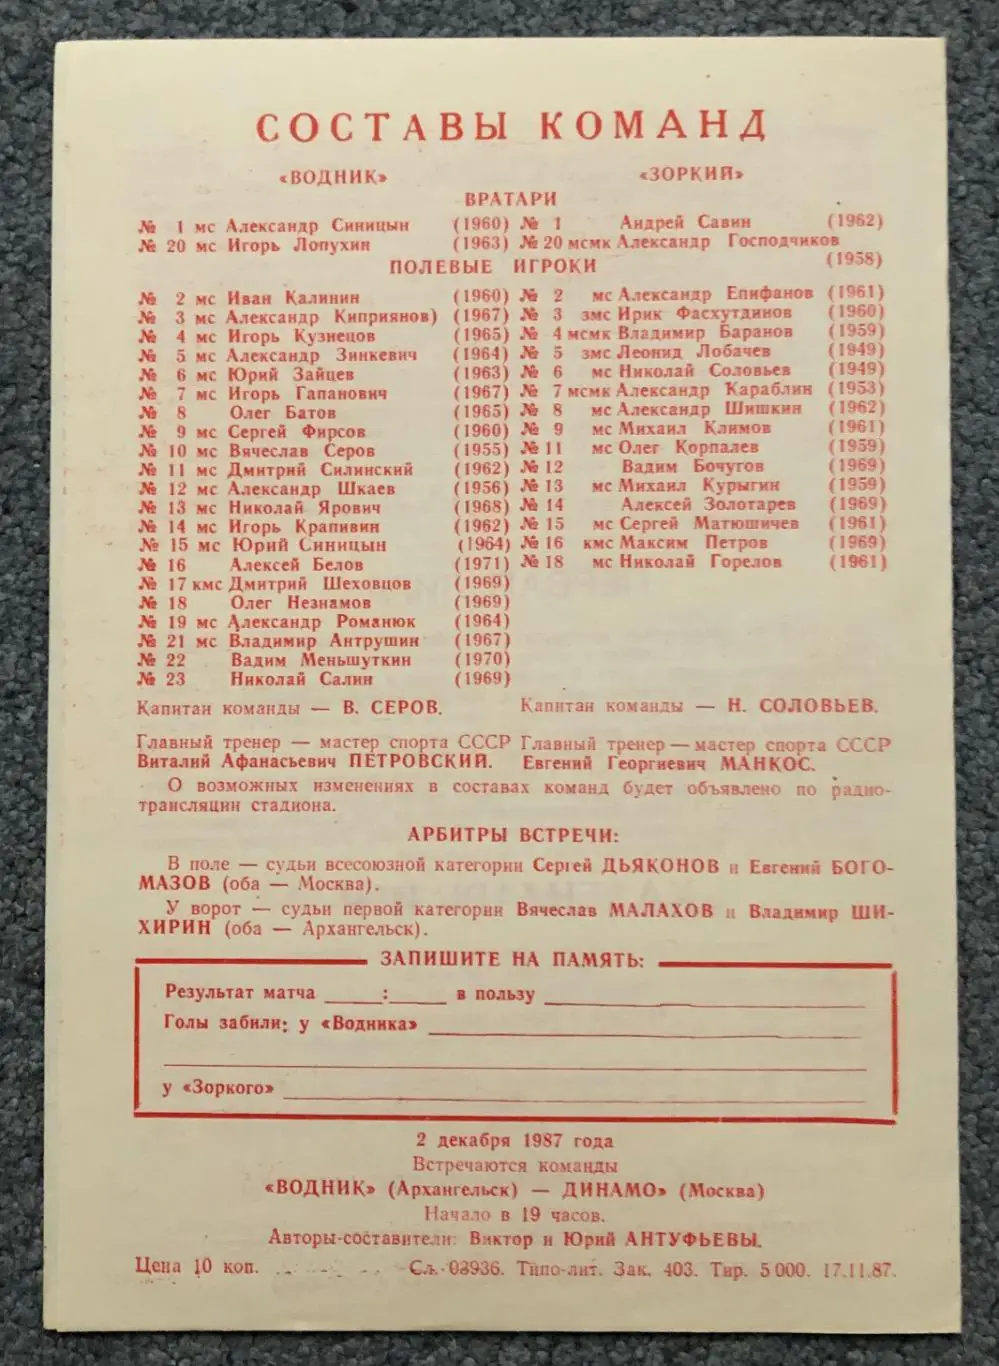 СОСТАВЫ КОМАНД
«ВОДНИК» «ЗОРКИЙ»
ВРАТАРИ
№ 1 мс Александр Синицын (1960) № 1 Андрей Савин (1962)
№ 20 мс Игорь Лопухин (1963) № 20 мсмк Александр Господчиков
(1958)
ПОЛЕВЫЕ ИГРОКИ
№ 2 мс Иван Калинин (1960) № 2 мс Александр Епифанов (1961)
№ 3 мс Александр Киприянов) (1967) № 3 змс Ирик Фасхутдинов (1960)
№ 4 мс Игорь Кузнецов (1965) № 4 мсмк Владимир Баранов (1959)
№ 5 мс Александр Зинкевич (1964) № 5 змс Леонид Лобачев (1949)
№ 6 мс Юрий Зайцев (1963) № 6 мс Николай Соловьев (1949)
№ 7 мс Игорь Гапанович (1967) № 7 мсмк Александр Караблин (1953)
№ 8 Олег Батов (1965) № 8 мс Александр Шишкин (1962)
№ 9 мс Сергей Фирсов (1960) № 9 мс Михаил Климов (1961)
№ 10 мс Вячеслав Серов (1955) № 11 мс Олег Корпалев (1959)
№ 11 мс Дмитрий Силинский (1962) № 12 Вадим Бочугов (1969)
№ 12 мс Александр Шкаев (1956) № 13 мс Михаил Курыгин (1959)
№ 13 мс Николай Ярович (1968) № 14 Алексей Золотарев (1969)
№ 14 мс Игорь Крапивин (1962) № 15 мс Сергей Матюшичев (1961)
№ 15 мс Юрий Синицын (1964) № 16 кмс Максим Петров (1969)
№ 16 Алексей Белов (1971) № 18 мс Николай Горелов (1961)
№ 17 кмс Дмитрий Шеховцов (1969)
№ 18 Олег Незнамов (1969)
№ 19 мс Александр Романюк (1964)
№ 21 мс Владимир Антрушин (1967)
№ 22 Вадим Меньшуткин (1970)
№ 23 Николай Салин (1969)
Капитан команды — В. СЕРОВ. Капитан команды — Н. СОЛОВЬЕВ.
Главный тренер — мастер спорта СССР Главный тренер — мастер спорта СССР
Виталий Афанасьевич ПЕТРОВСКИЙ. Евгений Георгиевич МАНКОС.
О возможных изменениях в составах команд будет объявлено по радио-
трансляции стадиона.
АРБИТРЫ ВСТРЕЧИ:
В поле — судьи всесоюзной категории Сергей ДЬЯКОНОВ и Евгений БОГО-
МАЗОВ (оба — Москва).
У ворот — судьи первой категории Вячеслав МАЛАХОВ и Владимир ШИ-
ХИРИН (оба — Архангельск).
ЗАПИШИТЕ НА ПАМЯТЬ:
Результат матча ____:____ в пользу ____
Голы забили: у «Водника» ____
у «Зоркого» ____
2 декабря 1987 года
Встречаются команды
«ВОДНИК» (Архангельск) — ДИНАМО» (Москва)
Начало в 19 часов.
Авторы-составители: Виктор и Юрий АНТУФЬЕВЫ.
Цена 10 коп. Сл. 03936. Типо-лит. Зак. 403. Тир. 5 000. 17.11.87.